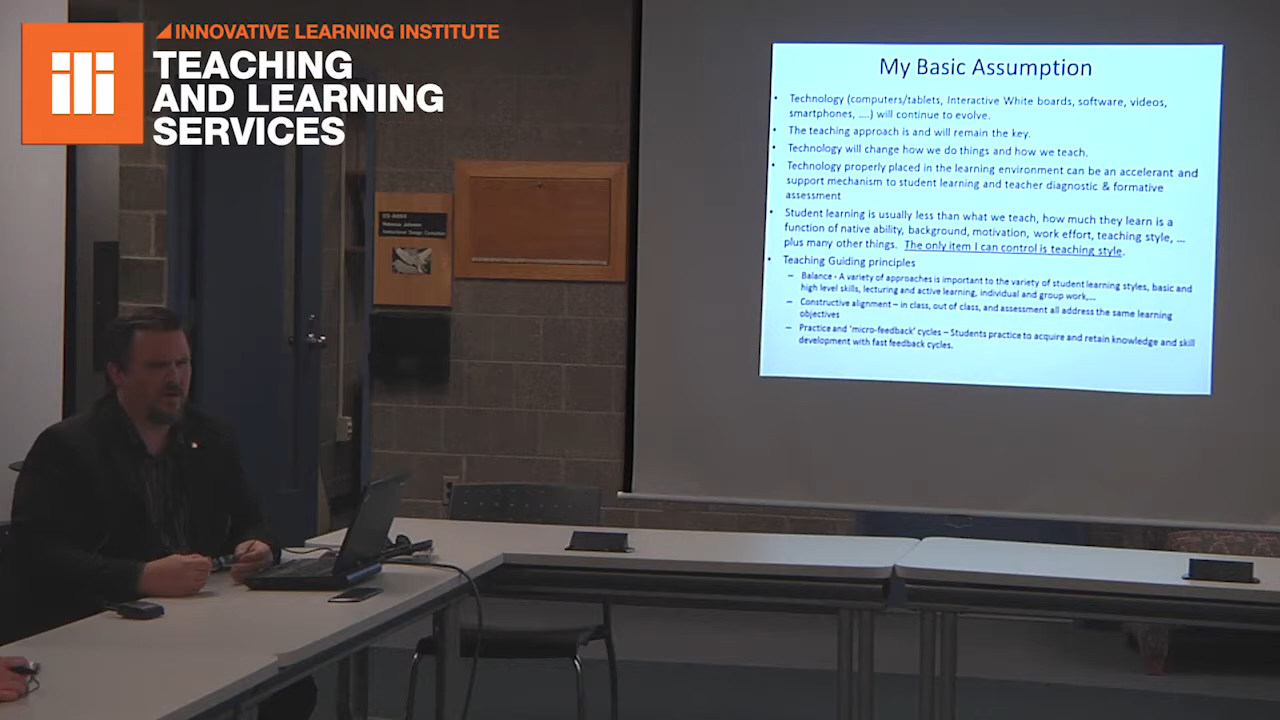 INNOVATIVE LEARNING INSTITUTE
TEACHING
AND LEARNING
SERVICES
ili
My Basic Assumption
• Technology (computers/tablets, Interactive White boards, software, videos,
smartphones, ....) will continue to evolve.
• The teaching approach is and will remain the key.
• Technology will change how we do things and how we teach.
• Technology properly placed in the learning environment can be an accelerant and
support mechanism to student learning and teacher diagnostic & formative
assessment
• Student learning is usually less than what we teach, how much they learn is a
function of native ability, background, motivation, work effort, teaching style, ...
plus many other things. The only item I can control is teaching style.
• Teaching Guiding principles
– Balance - A variety of approaches is important to the variety of student learning styles, basic and
high level skills, lecturing and active learning, individual and group work,...
– Constructive alignment – in class, out of class, and assessment all address the same learning
objectives
– Practice and 'micro-feedback' cycles – Students practice to acquire and retain knowledge and skill
development with fast feedback cycles.
Rebecca Johnson
Instructional Design